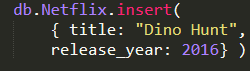 db.Netflix.insert(
{ title: "Dino Hunt",
release_year: 2016} )